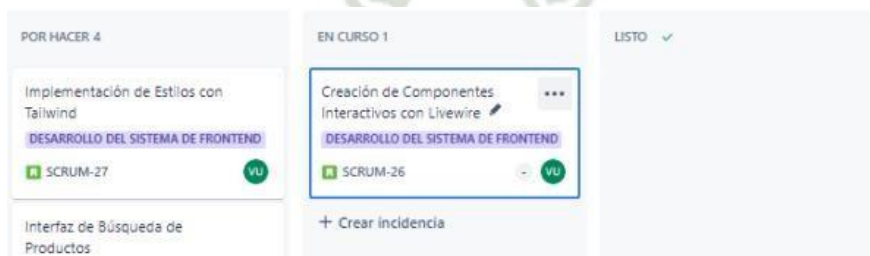 POR HACER 4
Implementación de Estilos con
Tailwind
DESARROLLO DEL SISTEMA DE FRONTEND
SCRUM-27
VU
Interfaz de Búsqueda de
Productos
EN CURSO 1
Creación de Componentes
Interactivos con Livewire
DESARROLLO DEL SISTEMA DE FRONTEND
SCRUM-26
- VU
+ Crear incidencia
LISTO